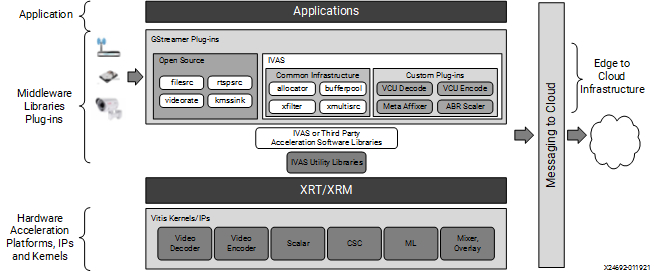 Application
Applications
Middleware
Libraries
Plug-ins
GStreamer Plug-ins
Open Source
filesrc
rtspsrc
videorate
kmssink
IVAS
Common Infrastructure
allocator
bufferpool
xfilter
xmultisrc
Custom Plug-ins
VCU Decode
VCU Encode
Meta Affixer
ABR Scaler
IVAS or Third Party
Acceleration Software Libraries
IVAS Utility Libraries
XRT/XRM
Hardware
Acceleration
Platforms, IPs
and Kernels
Vitis Kernels/IPs
Video
Decoder
Video
Encoder
Scalar
CSC
ML
Mixer,
Overlay
Messaging to Cloud
Edge to
Cloud
Infrastructure
X24692-011921